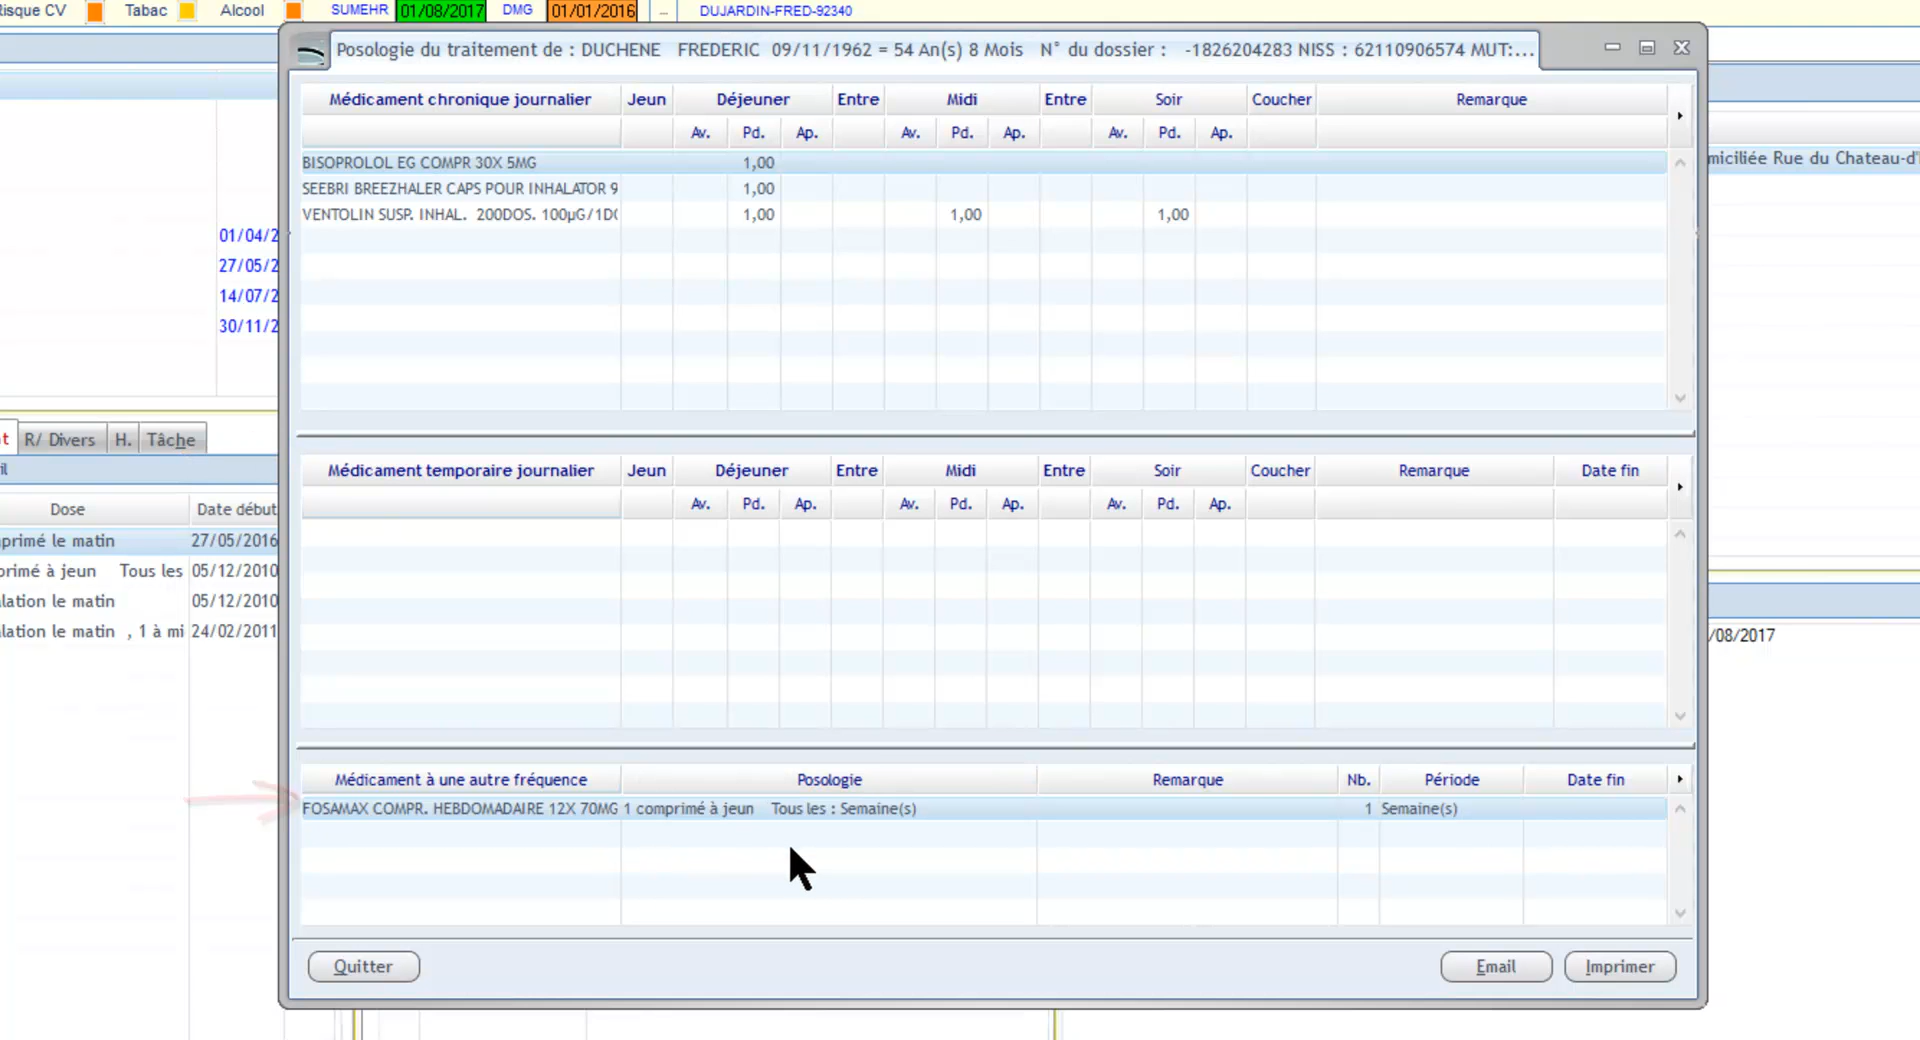 Risque CV Tabac Alcool SUMEHR 01/08/2017 DMG 01/01/2016 ... DUJARDIN-FRED-92340
Posologie du traitement de : DUCHENE FREDERIC 09/11/1962 = 54 An(s) 8 Mois N° du dossier : -1826204283 NISS : 62110906574 MUT:...
Médicament chronique journalier Jeun Déjeuner Entre Midi Entre Soir Coucher Remarque
Av. Pd. Ap. Av. Pd. Ap. Av. Pd. Ap.
BISOPROLOL EG COMPR 30X 5MG 1,00
miciliée Rue du Chateau-d'
SEEBRI BREEZHALER CAPS POUR INHALATOR 9 1,00
VENTOLIN SUSP. INHAL. 200DOS. 100µG/1D 1,00 1,00 1,00
01/04/2
27/05/2
14/07/2
30/11/2
t R/ Divers H. Tâche
il
Médicament temporaire journalier Jeun Déjeuner Entre Midi Entre Soir Coucher Remarque Date fin
Av. Pd. Ap. Av. Pd. Ap. Av. Pd. Ap.
Dose Date début
primé le matin 27/05/2016
primé à jeun Tous les 05/12/2010
lation le matin 05/12/2010
lation le matin , 1 à mi 24/02/2011
/08/2017
Médicament à une autre fréquence Posologie Remarque Nb. Période Date fin
FOSAMAX COMPR. HEBDOMADAIRE 12X 70MG 1 comprimé à jeun Tous les : Semaine(s) 1 Semaine(s)
Quitter Email Imprimer